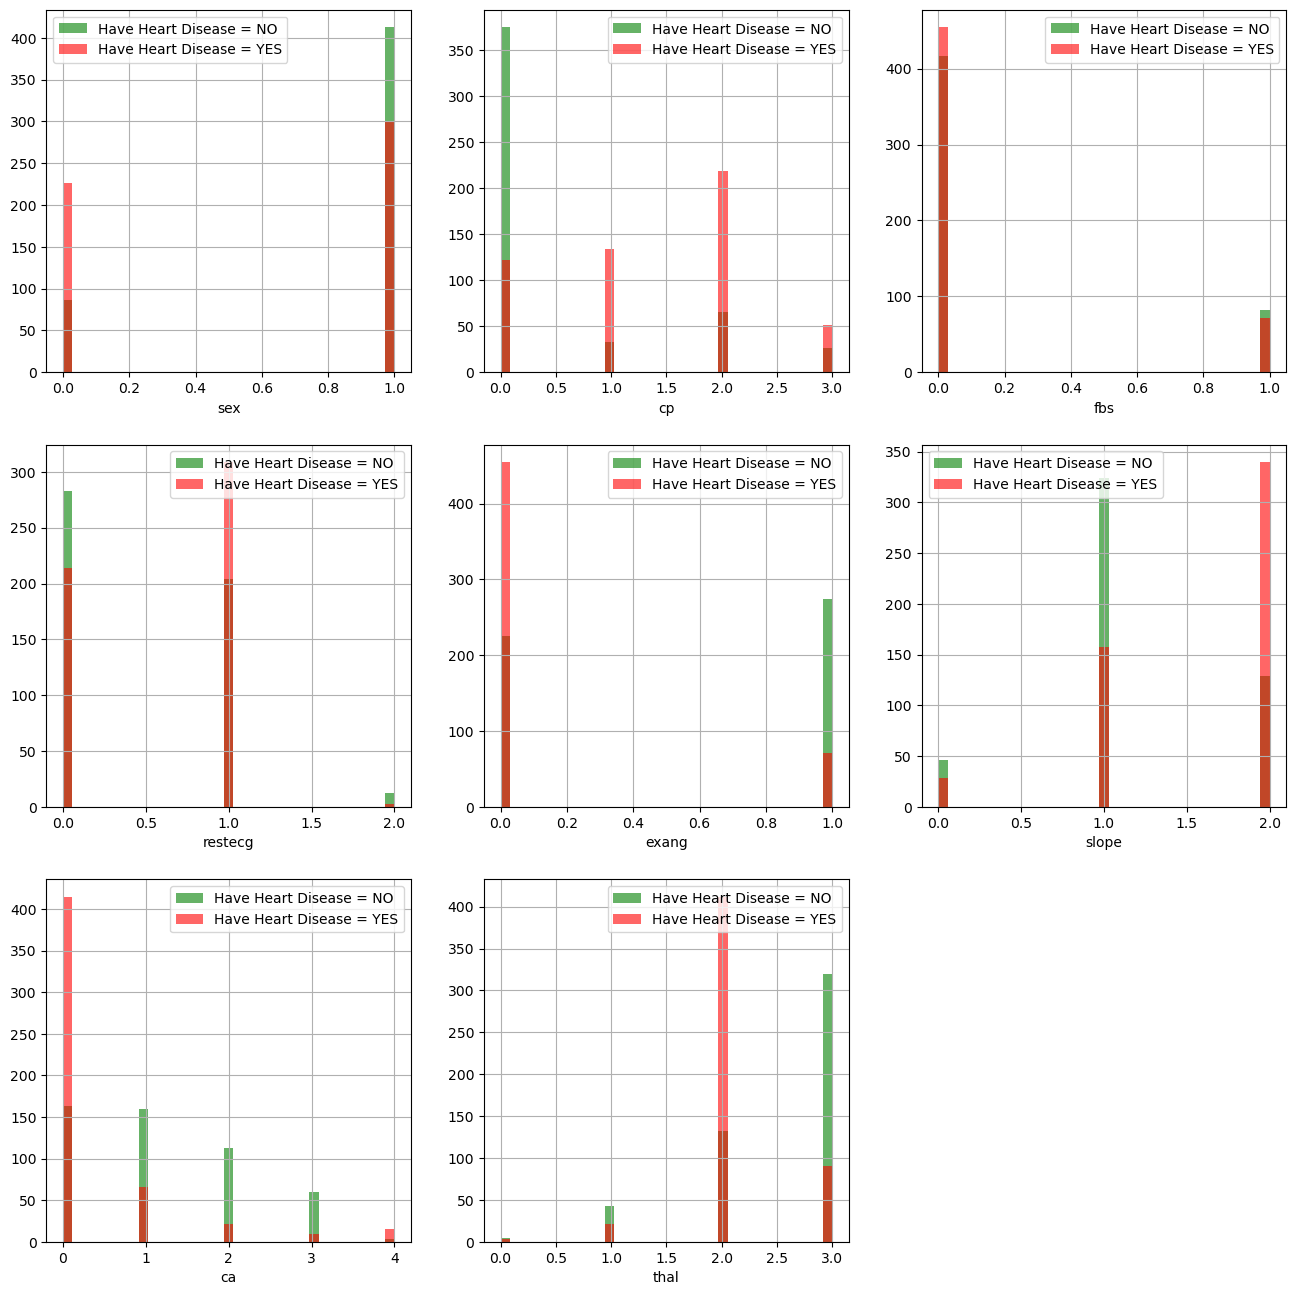 Have Heart Disease = NO
Have Heart Disease = YES
400
350
300
250
200
150
100
50
0
0.0 0.2 0.4 0.6 0.8 1.0
sex
Have Heart Disease = NO
Have Heart Disease = YES
350
300
250
200
150
100
50
0
0.0 0.5 1.0 1.5 2.0 2.5 3.0
cp
Have Heart Disease = NO
Have Heart Disease = YES
400
300
200
100
0
0.0 0.2 0.4 0.6 0.8 1.0
fbs
Have Heart Disease = NO
Have Heart Disease = YES
300
250
200
150
100
50
0
0.0 0.5 1.0 1.5 2.0
restecg
Have Heart Disease = NO
Have Heart Disease = YES
400
300
200
100
0
0.0 0.2 0.4 0.6 0.8 1.0
exang
Have Heart Disease = NO
Have Heart Disease = YES
350
300
250
200
150
100
50
0
0.0 0.5 1.0 1.5 2.0
slope
Have Heart Disease = NO
Have Heart Disease = YES
400
350
300
250
200
150
100
50
0
0 1 2 3 4
ca
Have Heart Disease = NO
Have Heart Disease = YES
400
350
300
250
200
150
100
50
0
0.0 0.5 1.0 1.5 2.0 2.5 3.0
thal